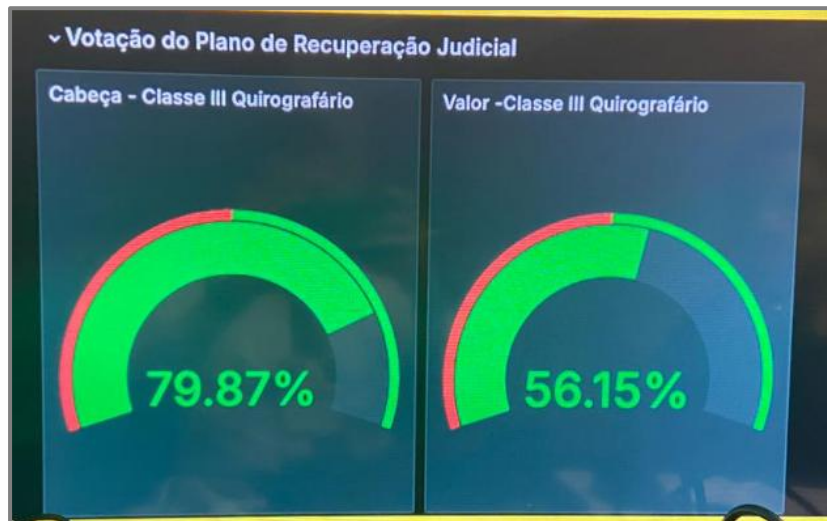 Votação do Plano de Recuperação Judicial
Cabeça - Classe III Quirografário
Valor -Classe III Quirografário
79.87%
56.15%